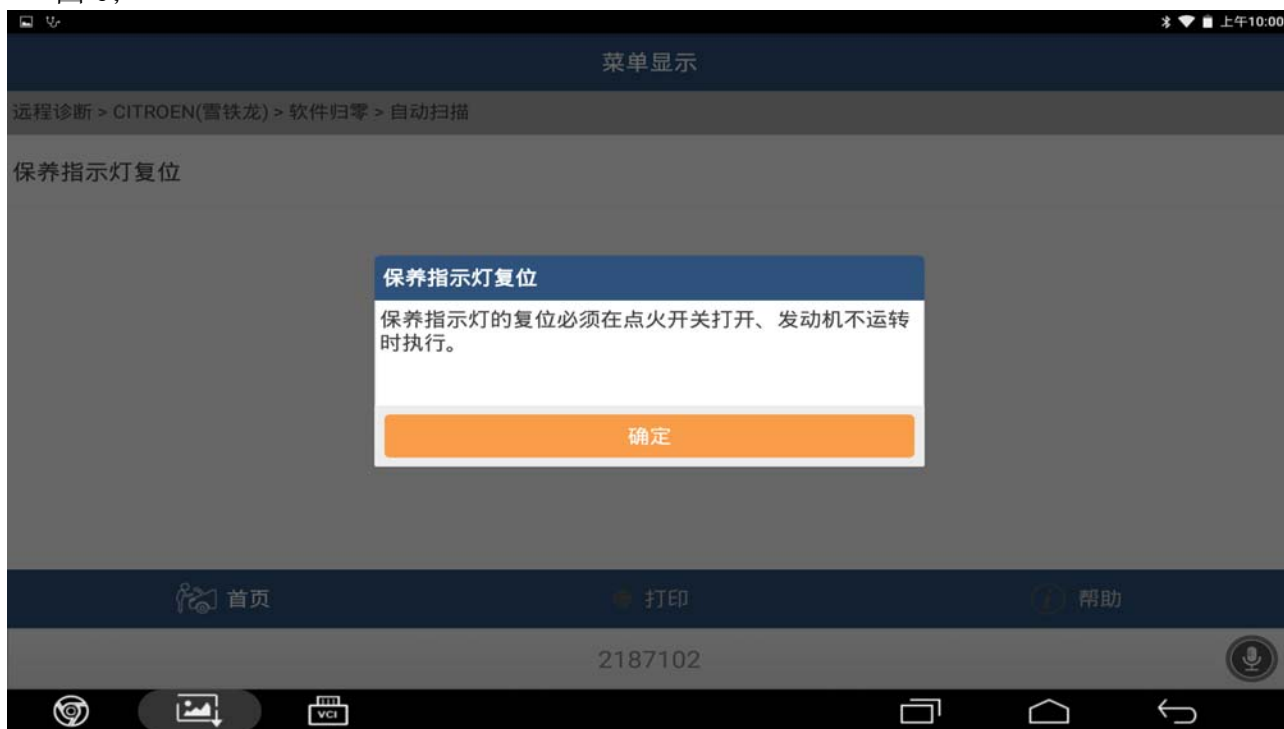 上午10:00
菜单显示
远程诊断 > CITROEN(雪铁龙) > 软件归零 > 自动扫描
保养指示灯复位
保养指示灯复位
保养指示灯的复位必须在点火开关打开、发动机不运转
时执行。
确定
首页 打印 帮助
2187102
VCI